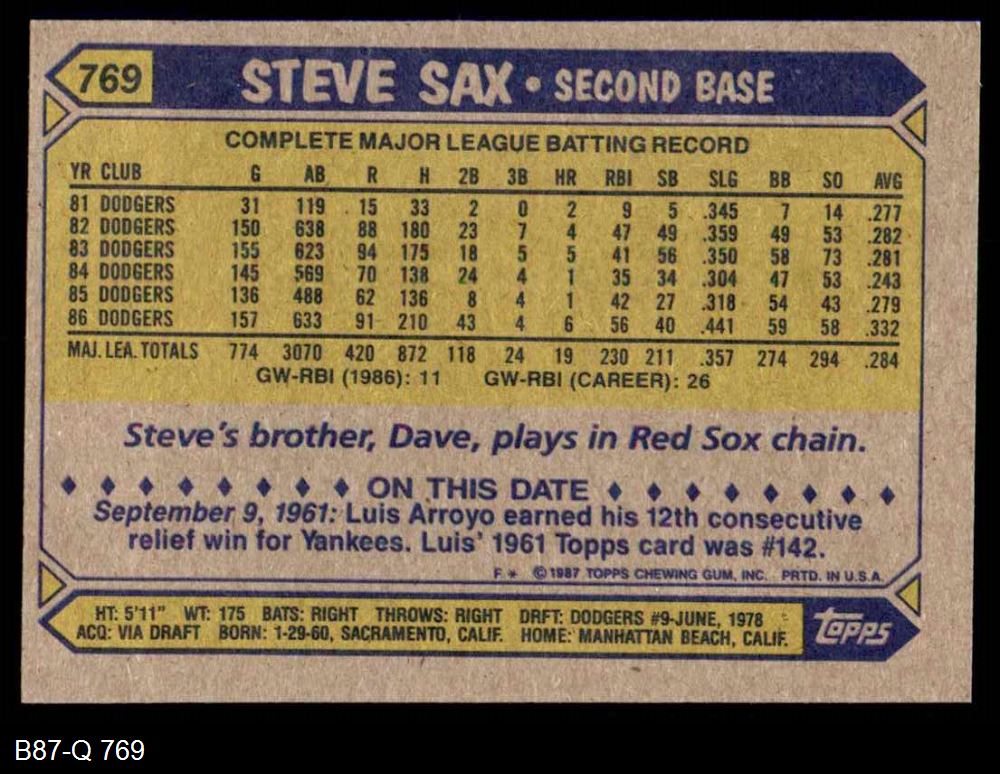 769
STEVE SAX • SECOND BASE
COMPLETE MAJOR LEAGUE BATTING RECORD
YR CLUB G AB R H 2B 3B HR RBI SB SLG BB SO AVG
81 DODGERS 31 119 15 33 2 0 2 9 5 .345 7 14 .277
82 DODGERS 150 638 88 180 23 7 4 47 49 .359 49 53 .282
83 DODGERS 155 623 94 175 18 5 5 41 56 .350 58 73 .281
84 DODGERS 145 569 70 138 24 4 1 35 34 .304 47 53 .243
85 DODGERS 136 488 62 136 8 4 1 42 27 .318 54 43 .279
86 DODGERS 157 633 91 210 43 4 6 56 40 .441 59 58 .332
MAJ. LEA. TOTALS 774 3070 420 872 118 24 19 230 211 .357 274 294 .284
GW-RBI (1986): 11 GW-RBI (CAREER): 26
Steve's brother, Dave, plays in Red Sox chain.
♦ ♦ ♦ ♦ ♦ ♦ ♦ ♦ ON THIS DATE ♦ ♦ ♦ ♦ ♦ ♦ ♦ ♦
September 9, 1961: Luis Arroyo earned his 12th consecutive
relief win for Yankees. Luis' 1961 Topps card was #142.
F * © 1987 TOPPS CHEWING GUM, INC. PRTD. IN U.S.A.
HT: 5'11" WT: 175 BATS: RIGHT THROWS: RIGHT DRFT: DODGERS #9-JUNE, 1978
ACQ: VIA DRAFT BORN: 1-29-60, SACRAMENTO, CALIF. HOME: MANHATTAN BEACH, CALIF.
Topps
B87-Q 769